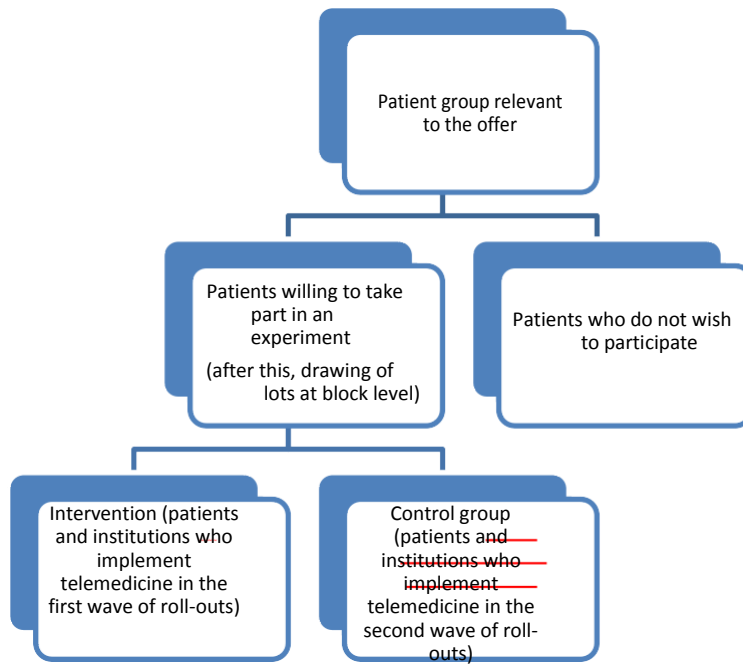 Patient group relevant
to the offer
Patients willing to take
part in an
experiment
(after this, drawing of
lots at block level)
Patients who do not wish
to participate
Intervention (patients
and institutions who
implement
telemedicine in the
first wave of roll-outs)
Control group
(patients and
institutions who
implement
telemedicine in the
second wave of roll-
outs)